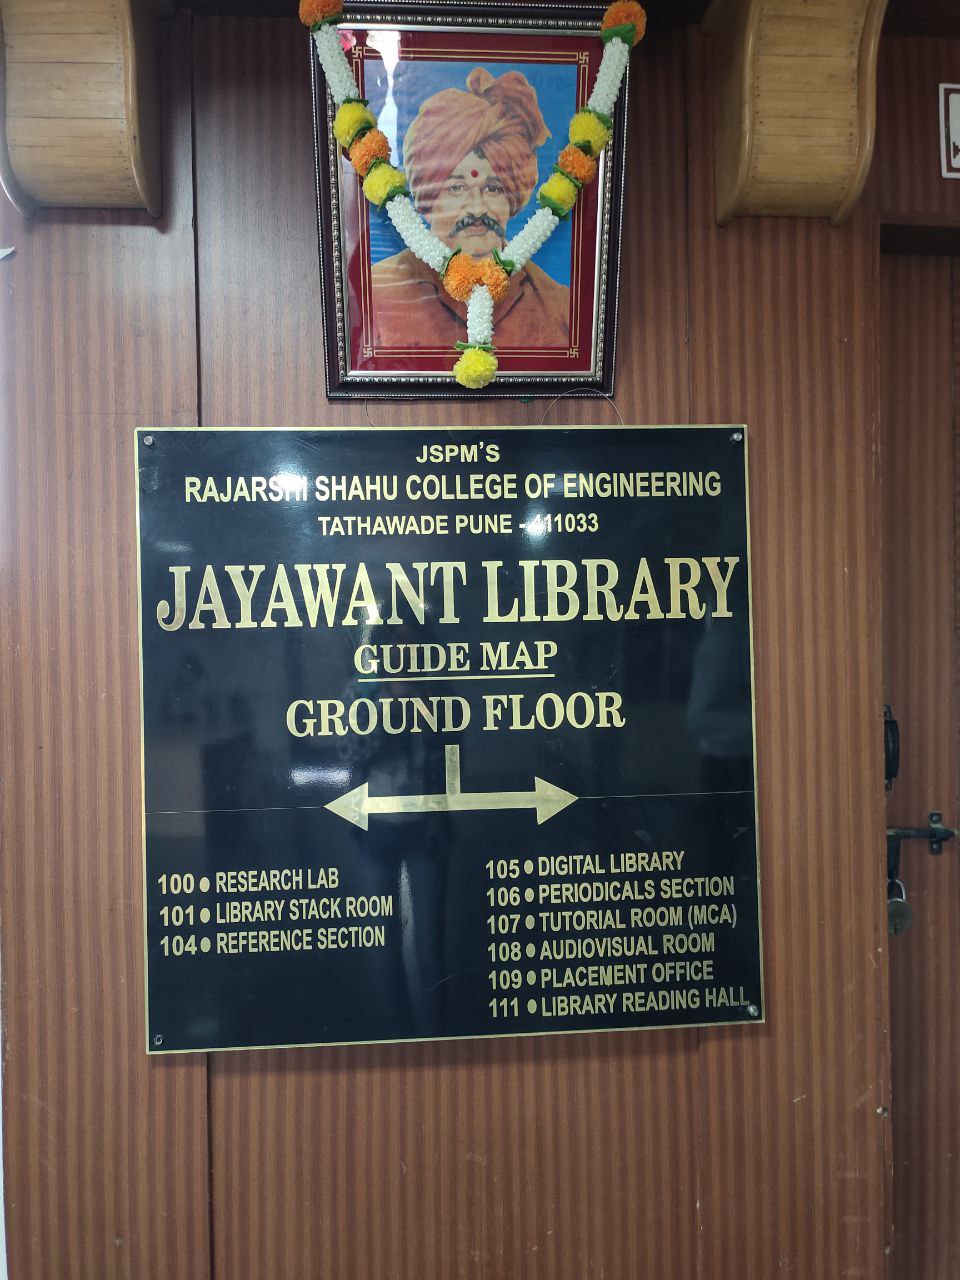 JSPM'S
RAJARSHI SHAHU COLLEGE OF ENGINEERING
TATHAWADE PUNE - 411033
JAYAWANT LIBRARY
GUIDE MAP
GROUND FLOOR
100 ● RESEARCH LAB
101 ● LIBRARY STACK ROOM
104 ● REFERENCE SECTION
105 ● DIGITAL LIBRARY
106 ● PERIODICALS SECTION
107 ● TUTORIAL ROOM (MCA)
108 ● AUDIOVISUAL ROOM
109 ● PLACEMENT OFFICE
111 ● LIBRARY READING HALL